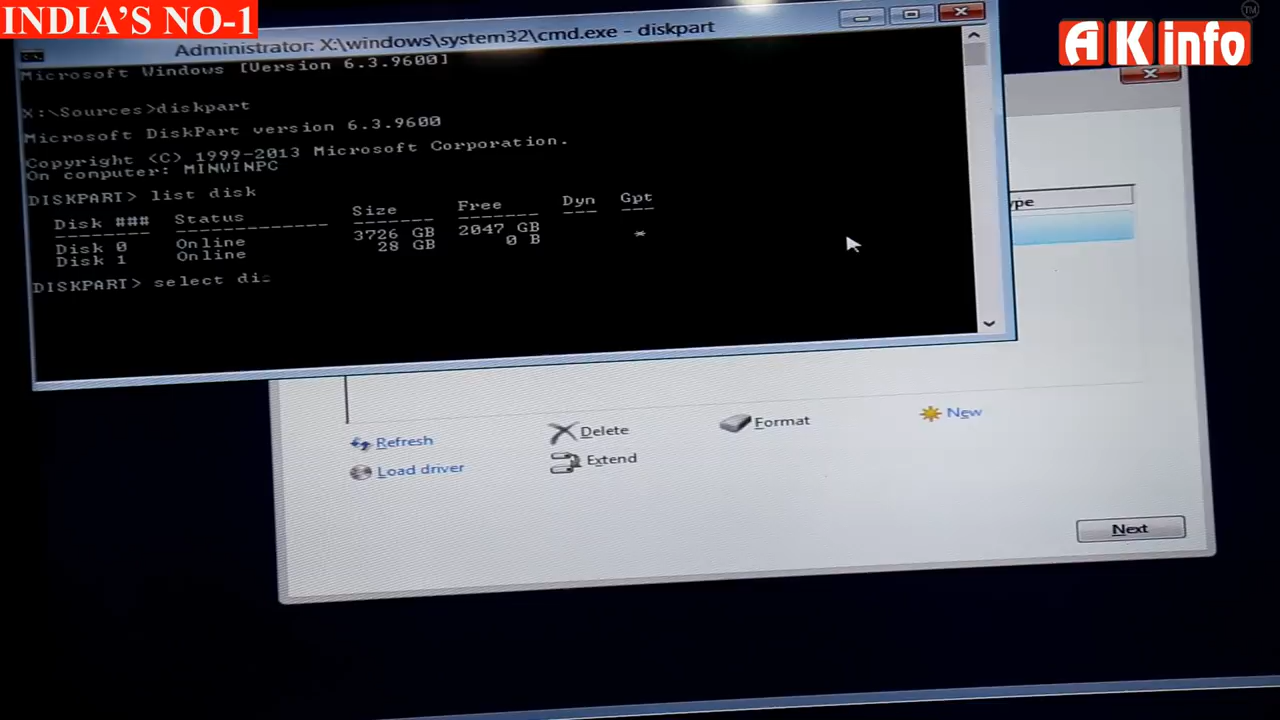 INDIA'S NO-1
TM
AK info
Administrator: X:\windows\system32\cmd.exe - diskpart
Microsoft Windows [Version 6.3.9600]
X:\Sources>diskpart
Microsoft DiskPart version 6.3.9600
Copyright (C) 1999-2013 Microsoft Corporation.
On computer: MINWINPC
DISKPART> list disk
Disk ### Status Size Free Dyn Gpt
-------- ------------- ------- ------- --- ---
Disk 0 Online 3726 GB 2047 GB
Disk 1 Online 28 GB 0 B *
DISKPART> select dis
ype
Refresh
Delete
Format
New
Load driver
Extend
Next